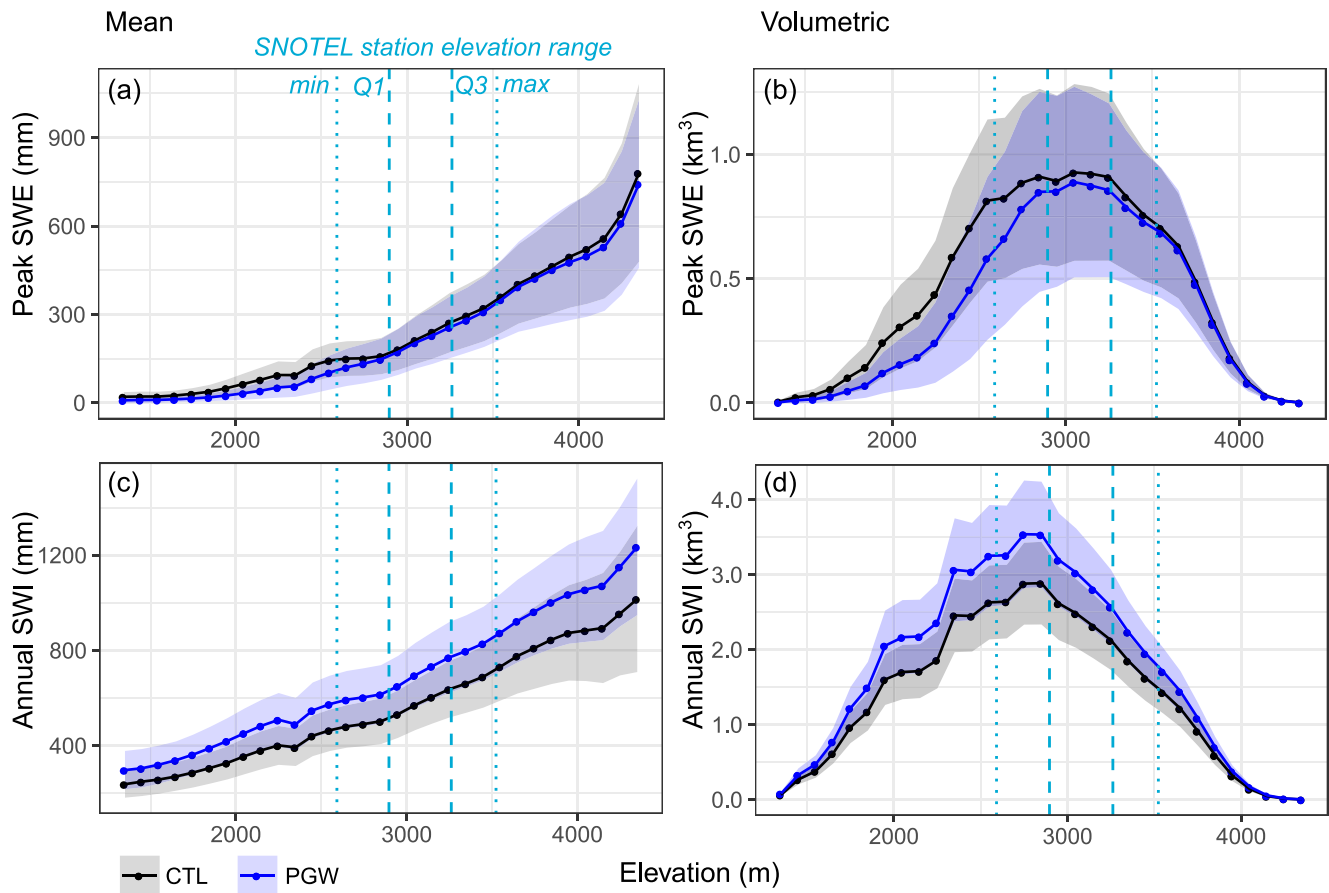 Mean
Volumetric
SNOTEL station elevation range
min Q1 Q3 max
(a)
Peak SWE (mm)
900
600
300
0
2000 3000 4000
(b)
Peak SWE (km³)
1.0
0.5
0.0
2000 3000 4000
(c)
Annual SWI (mm)
1200
800
400
2000 3000 4000
(d)
Annual SWI (km³)
4.0
3.0
2.0
1.0
0.0
2000 3000 4000
Elevation (m)
CTL PGW